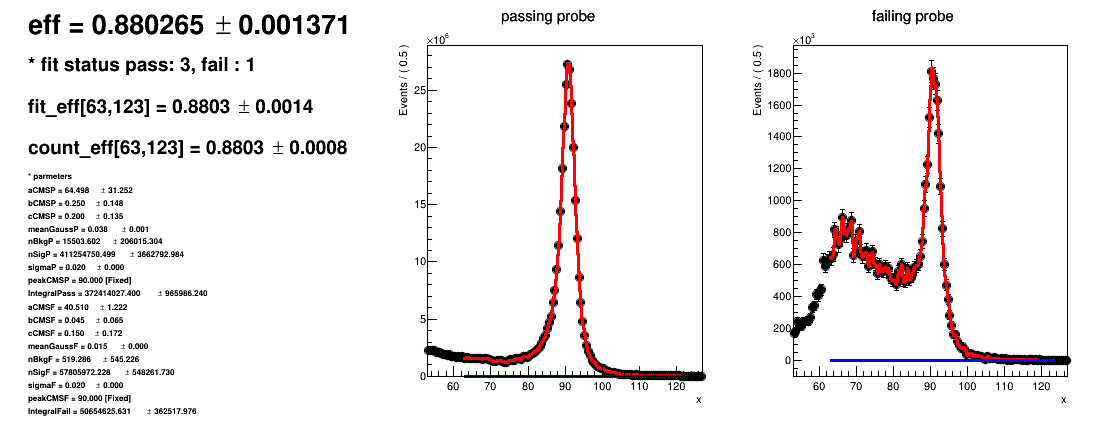 eff = 0.880265 ± 0.001371
* fit status pass: 3, fail : 1
fit_eff[63,123] = 0.8803 ± 0.0014
count_eff[63,123] = 0.8803 ± 0.0008
* parmeters
aCMSP = 64.498 ± 31.252
bCMSP = 0.250 ± 0.148
cCMSP = 0.200 ± 0.135
meanGaussP = 0.038 ± 0.001
nBkgP = 15503.602 ± 206015.304
nSigP = 411254750.499 ± 3662792.984
sigmaP = 0.020 ± 0.000
peakCMSP = 90.000 [Fixed]
IntegralPass = 372414027.400 ± 965986.240
aCMSF = 40.510 ± 1.222
bCMSF = 0.045 ± 0.065
cCMSF = 0.150 ± 0.172
meanGaussF = 0.015 ± 0.000
nBkgF = 519.286 ± 545.226
nSigF = 57805972.228 ± 548261.730
sigmaF = 0.020 ± 0.000
peakCMSF = 90.000 [Fixed]
IntegralFail = 50654625.631 ± 362517.976
passing probe
×10⁶
Events / ( 0.5 )
25
20
15
10
5
0
60 70 80 90 100 110 120
x
failing probe
×10³
Events / ( 0.5 )
1800
1600
1400
1200
1000
800
600
400
200
0
60 70 80 90 100 110 120
x